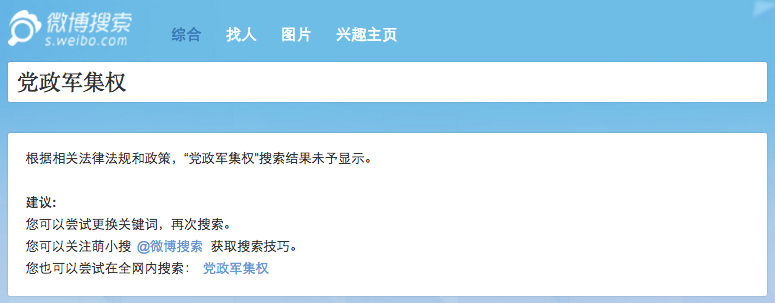 微博搜索
s.weibo.com
综合 找人 图片 兴趣主页
党政军集权
根据相关法律法规和政策，“党政军集权”搜索结果未予显示。
建议:
您可以尝试更换关键词，再次搜索。
您可以关注萌小搜 @微博搜索 获取搜索技巧。
您也可以尝试在全网内搜索： 党政军集权